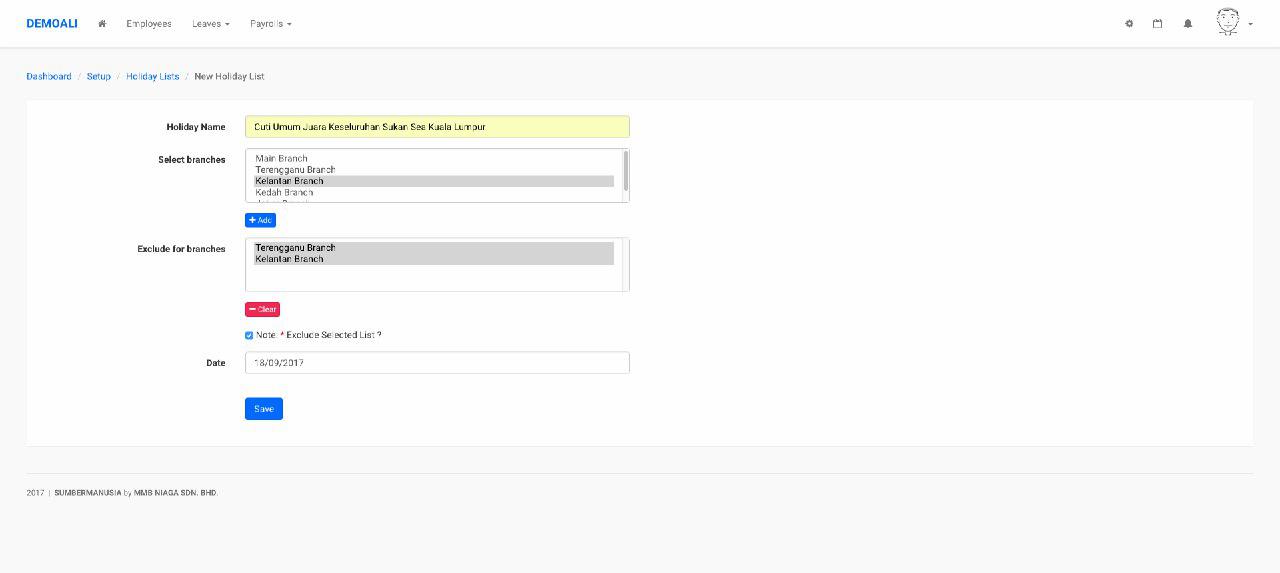 DEMOALI Employees Leaves Payrolls
Dashboard / Setup / Holiday Lists / New Holiday List
Holiday Name Cuti Umum Juara Keseluruhan Sukan Sea Kuala Lumpur
Select branches
Main Branch
Terengganu Branch
Kelantan Branch
Kedah Branch
+ Add
Exclude for branches
Terengganu Branch
Kelantan Branch
− Clear
Note: * Exclude Selected List ?
Date 18/09/2017
Save
2017 | SUMBERMANUSIA by MMB NIAGA SDN. BHD.